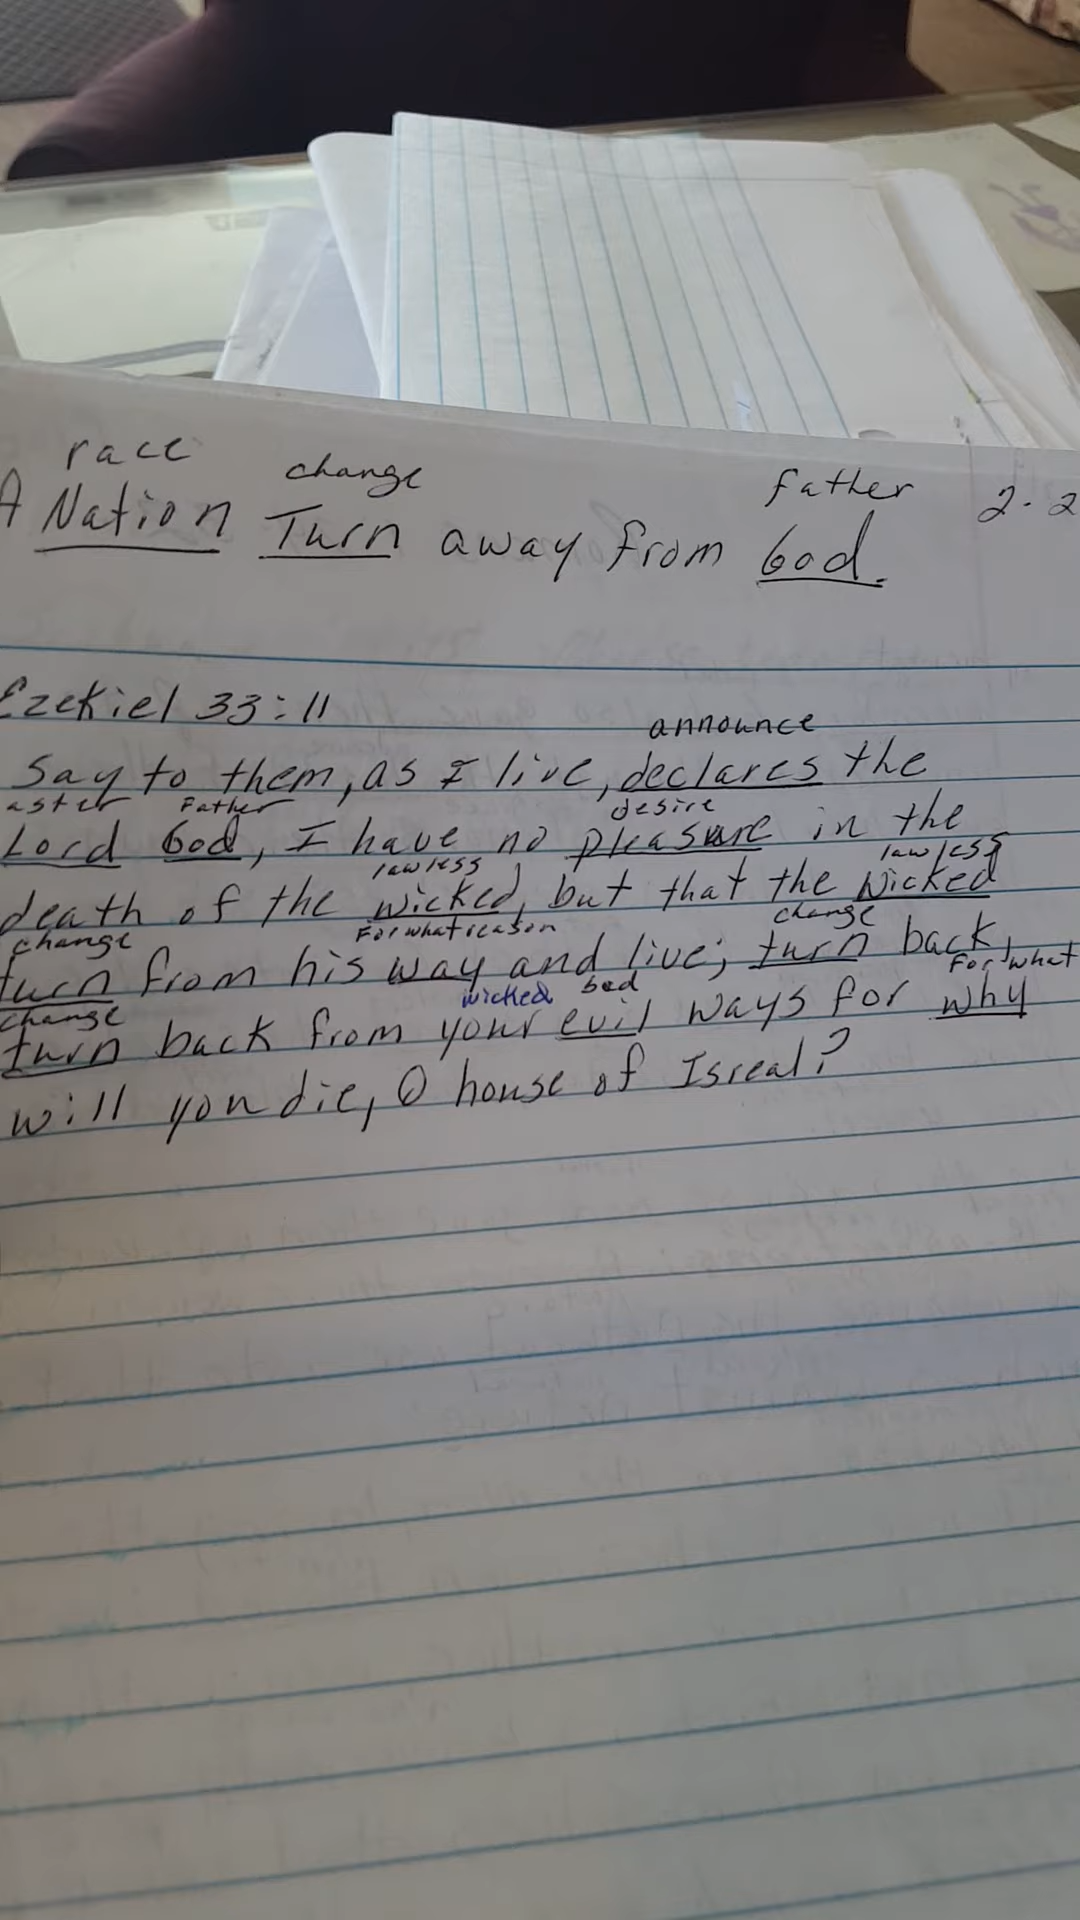 race change father
A Nation Turn away from God. 2-2
Ezekiel 33:11
announce
Say to them, as I live, declares the
aster Father desire
Lord God, I have no pleasure in the
lawless lawless
death of the wicked, but that the wicked
change For what reason change
turn from his way and live; turn back,
change wicked bad For what
turn back from your evil ways for why
will you die, O house of Isreal?